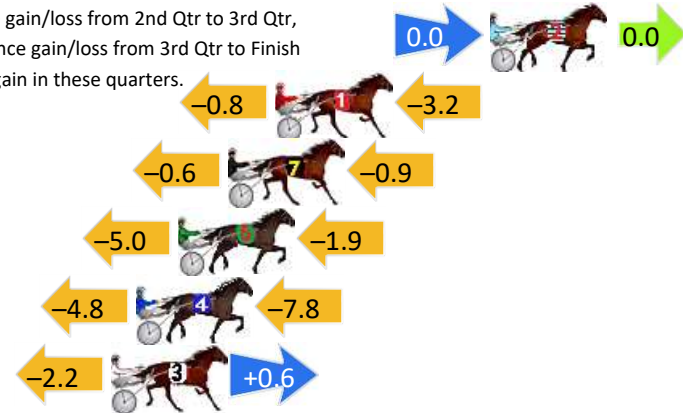 gain/loss from 2nd Qtr to 3rd Qtr,
nce gain/loss from 3rd Qtr to Finish
gain in these quarters.
0.0 2 0.0
–0.8 1 –3.2
–0.6 7 –0.9
–5.0 6 –1.9
–4.8 4 –7.8
–2.2 3 +0.6